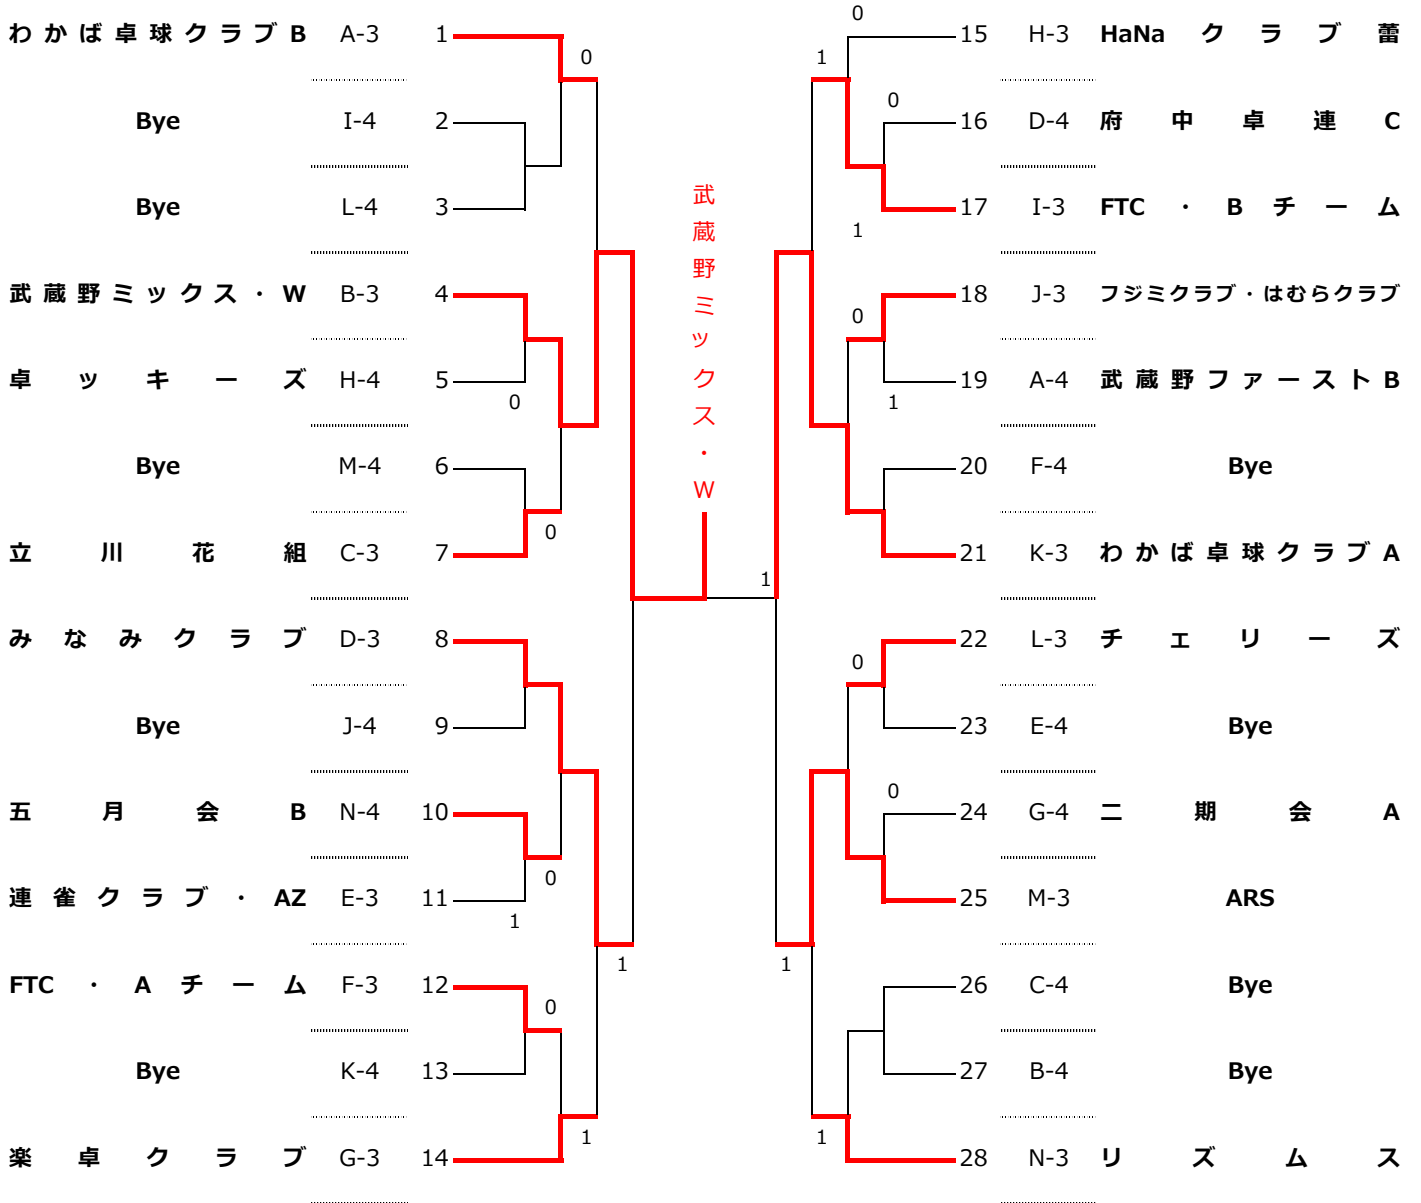 わかば卓球クラブB A-3 1
0
Bye I-4 2
Bye L-4 3
武蔵野ミックス・W B-3 4
卓ッキーズ H-4 5
0
Bye M-4 6
立川花組 C-3 7
0
みなみクラブ D-3 8
Bye J-4 9
五月会B N-4 10
0
連雀クラブ・AZ E-3 11
1
1
FTC・Aチーム F-3 12
0
Bye K-4 13
楽卓クラブ G-3 14
1
武蔵野ミックス・W
1
0
15 H-3 HaNaクラブ蕾
1
0
16 D-4 府中卓連C
17 I-3 FTC・Bチーム
1
18 J-3 フジミクラブ・はむらクラブ
0
19 A-4 武蔵野ファーストB
1
20 F-4 Bye
21 K-3 わかば卓球クラブA
22 L-3 チェリーズ
0
23 E-4 Bye
0
24 G-4 二期会A
25 M-3 ARS
1
26 C-4 Bye
27 B-4 Bye
1
28 N-3 リズムス